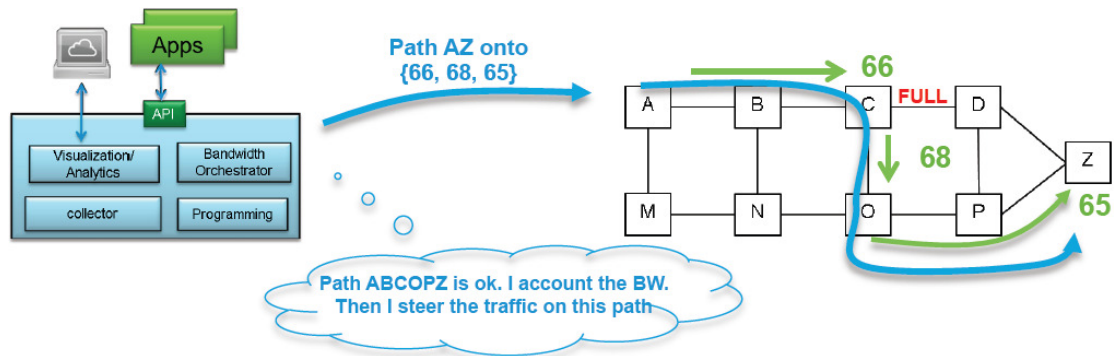 Apps
API
Visualization/
Analytics
Bandwidth
Orchestrator
collector
Programming
Path AZ onto
{66, 68, 65}
Path ABCOPZ is ok. I account the BW.
Then I steer the traffic on this path
66
A
B
C
FULL
D
68
Z
M
N
O
P
65